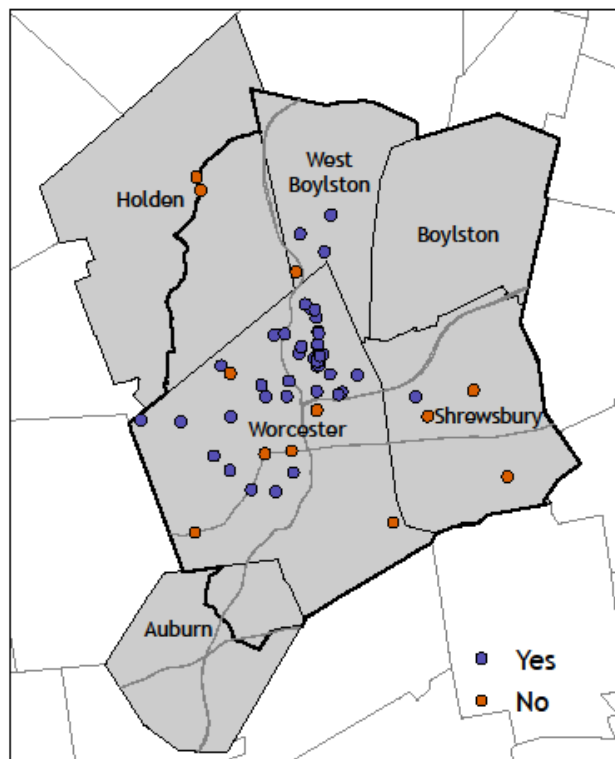 West
Boylston
Holden
Boylston
Shrewsbury
Worcester
Auburn
Yes
No